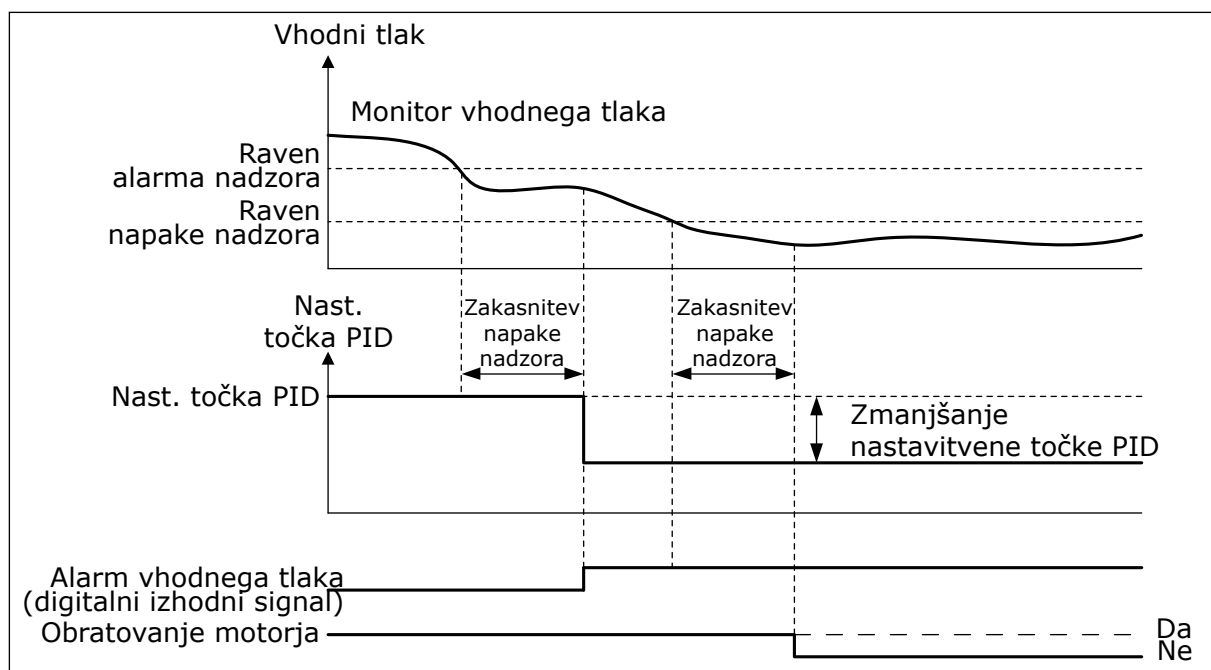 Vhodni tlak
Monitor vhodnega tlaka
Raven
alarma nadzora
Raven
napake nadzora
Nast.
točka PID
Zakasnitev
napake
nadzora
Zakasnitev
napake
nadzora
Nast. točka PID
Zmanjšanje
nastavitvene točke PID
Alarm vhodnega tlaka
(digitalni izhodni signal)
Obratovanje motorja
Da
Ne